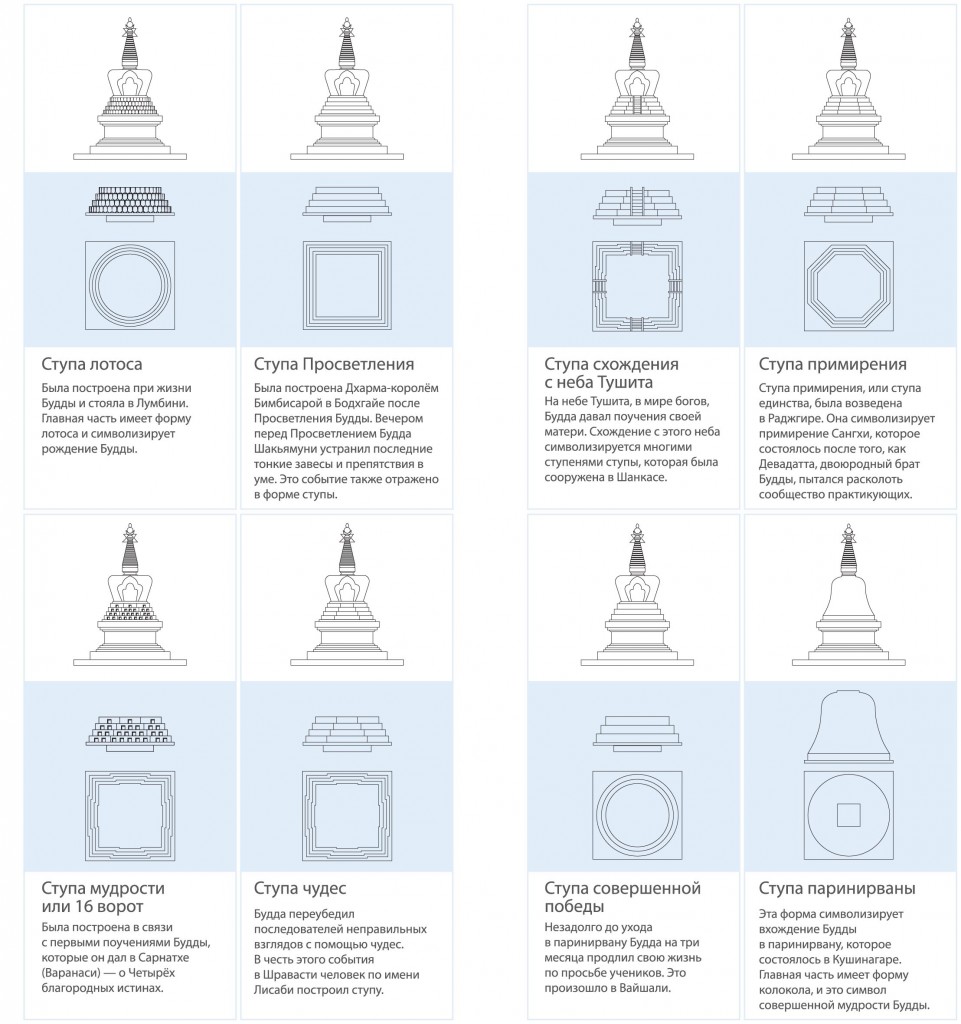 Ступа лотоса
Была построена при жизни
Будды и стояла в Лумбини.
Главная часть имеет форму
лотоса и символизирует
рождение Будды.
Ступа Просветления
Была построена Дхарма-королём
Бимбисарой в Бодхгайе после
Просветления Будды. Вечером
перед Просветлением Будда
Шакьямуни устранил последние
тонкие завесы и препятствия в
уме. Это событие также отражено
в форме ступы.
Ступа схождения
с неба Тушита
На небе Тушита, в мире богов,
Будда давал поучения своей
матери. Схождение с этого неба
символизируется многими
ступенями ступы, которая была
сооружена в Шанкасе.
Ступа примирения
Ступа примирения, или ступа
единства, была возведена
в Раджгире. Она символизирует
примирение Сангхи, которое
состоялось после того, как
Девадатта, двоюродный брат
Будды, пытался расколоть
сообщество практикующих.
Ступа мудрости
или 16 ворот
Была построена в связи
с первыми поучениями Будды,
которые он дал в Сарнатхе
(Варанаси) — о Четырёх
благородных истинах.
Ступа чудес
Будда переубедил
последователей неправильных
взглядов с помощью чудес.
В честь этого события
в Шравасти человек по имени
Лисаби построил ступу.
Ступа совершенной
победы
Незадолго до ухода
в паринирвану Будда на три
месяца продлил свою жизнь
по просьбе учеников. Это
произошло в Вайшали.
Ступа паринирваны
Эта форма символизирует
вхождение Будды
в паринирвану, которое
состоялось в Кушинагаре.
Главная часть имеет форму
колокола, и это символ
совершенной мудрости Будды.